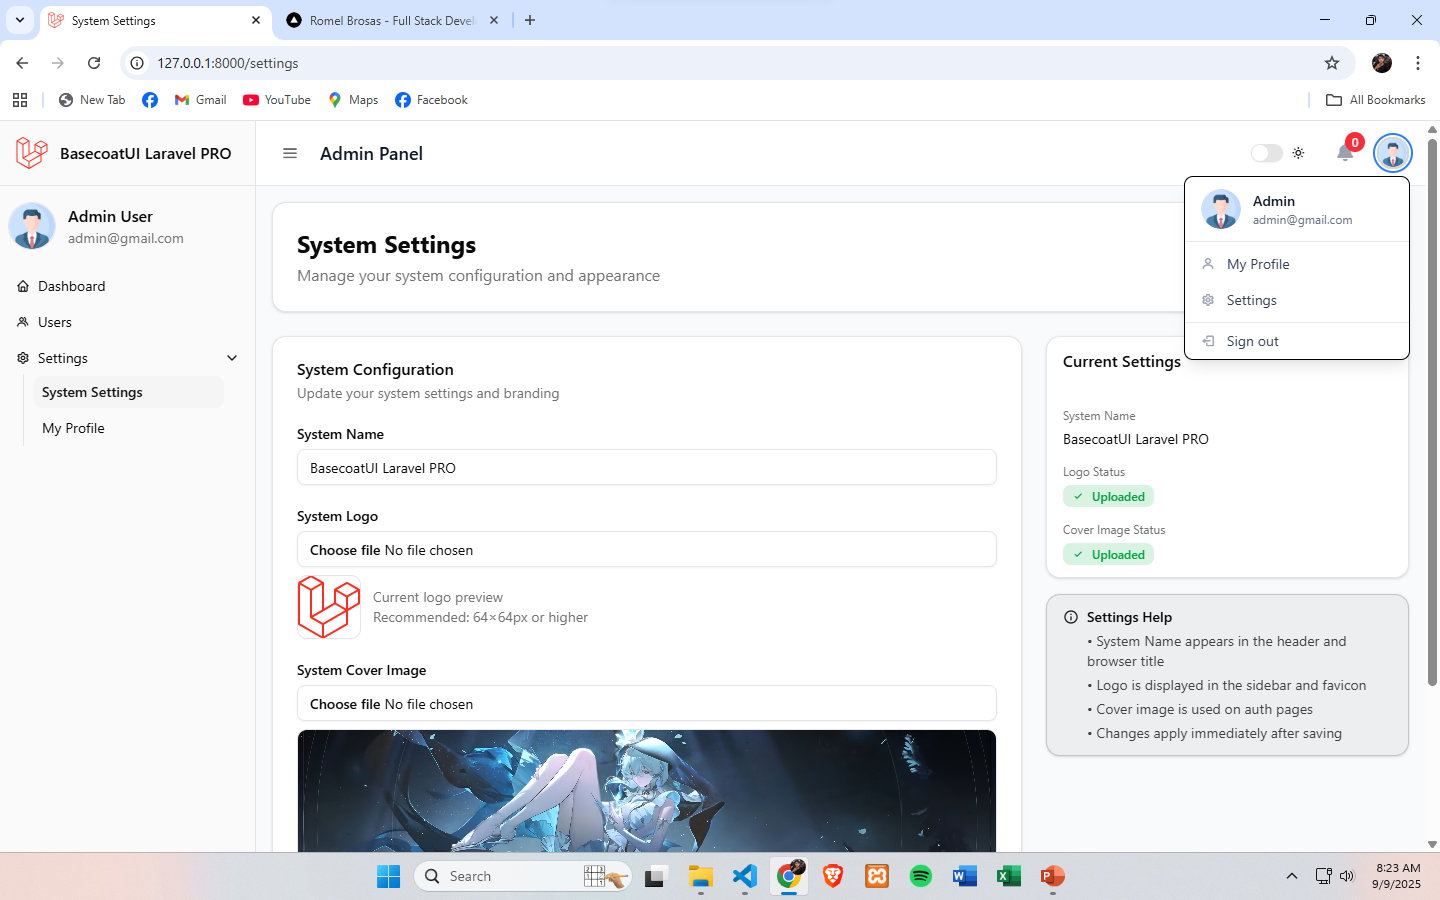 System Settings
Romel Brosas - Full Stack Devel
127.0.0.1:8000/settings
New Tab
Gmail
YouTube
Maps
Facebook
All Bookmarks
BasecoatUI Laravel PRO
Admin Panel
0
Admin User
admin@gmail.com
Dashboard
Users
Settings
System Settings
My Profile
Admin
admin@gmail.com
My Profile
Settings
Sign out
System Settings
Manage your system configuration and appearance
System Configuration
Update your system settings and branding
System Name
BasecoatUI Laravel PRO
System Logo
Choose file No file chosen
Current logo preview
Recommended: 64×64px or higher
System Cover Image
Choose file No file chosen
Current Settings
System Name
BasecoatUI Laravel PRO
Logo Status
Uploaded
Cover Image Status
Uploaded
Settings Help
• System Name appears in the header and
browser title
• Logo is displayed in the sidebar and favicon
• Cover image is used on auth pages
• Changes apply immediately after saving
Search
8:23 AM
9/9/2025